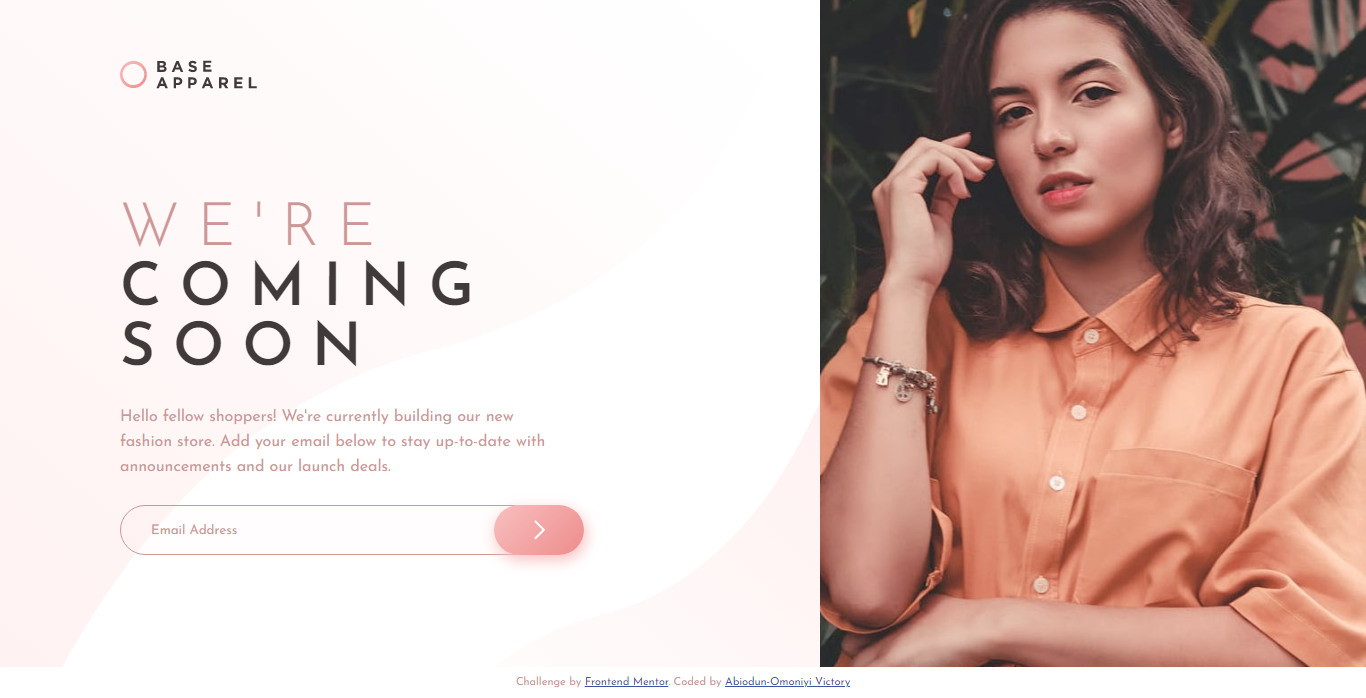 BASE
APPAREL
WE'RE
COMING
SOON
Hello fellow shoppers! We're currently building our new
fashion store. Add your email below to stay up-to-date with
announcements and our launch deals.
Email Address
Challenge by Frontend Mentor. Coded by Abiodun-Omoniyi Victory